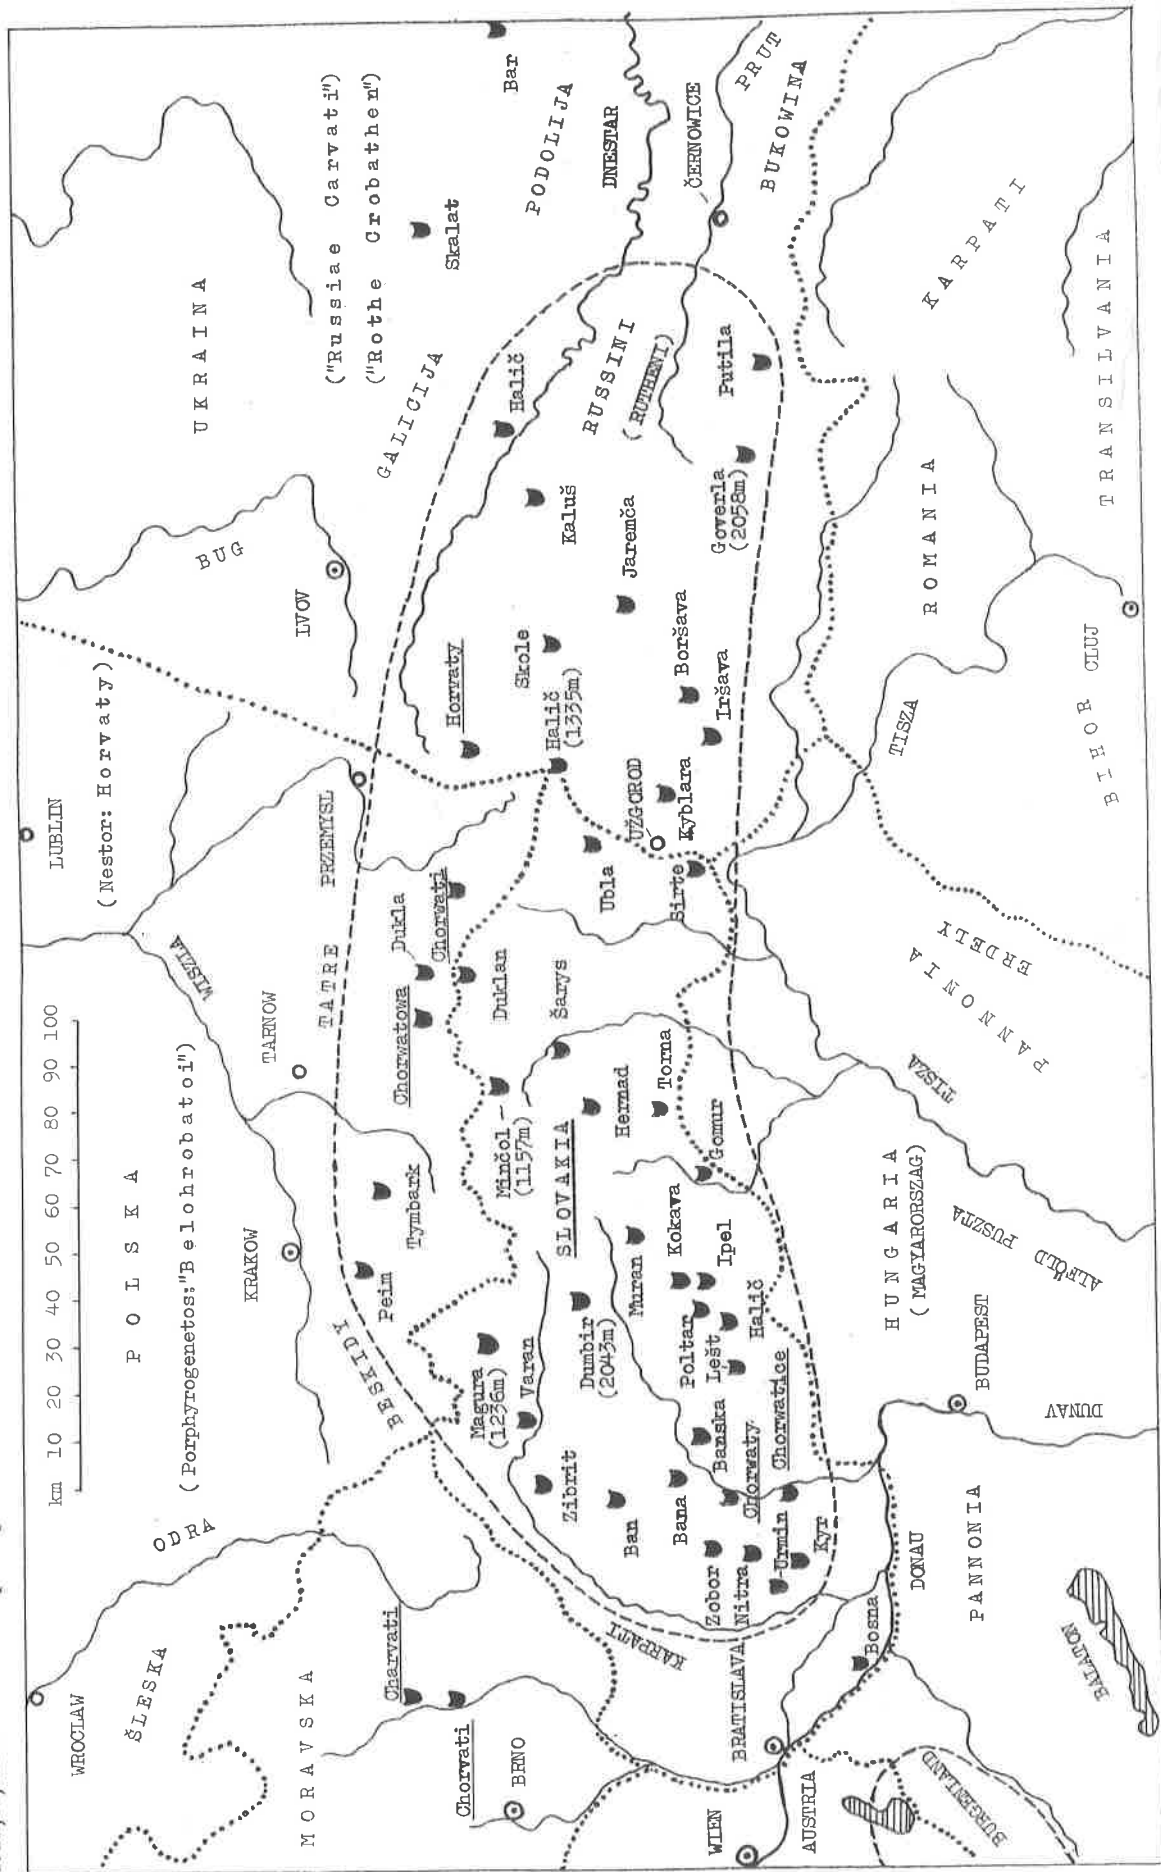 WROCLAW
ŠLESKA
ODRA
MORAVSKA
Charvati
Chorvati
BRNO
WIEN
AUSTRIA
BRATISLAVA
BURGENLAND
BALATON
PANNONIA
DONAU
Bosna
KARPATI
km 10 20 30 40 50 60 70 80 90 100
POLSKA
(Porphyrogenetos:"Belohrobatoi")
KRAKOW
TARNOW
WISZLA
LUBLIN
(Nestor: Horvaty)
BESKIDY
TATRE
PRZEMYSL
Peim
Tymbark
Chorwatowa
Dukla
Chorwati
Magura
(1236m)
Varan
Zibrit
Ban
Bana
Zobor
Nitra
Urmin
Kyr
Banska
Chorwaty
Chorwatice
Dumbir
(2043m)
Muran
Poltar
Lešt
Halič
Kokava
Ipel
Gomur
SLOVAKIA
Minčol
(1157m)
Duklan
Šarys
Hernad
Torna
Ubla
UŽGOROD
Kyblara
Sirte
HUNGARIA
(MAGYARORSZAG)
BUDAPEST
DUNAV
ALFÖLD PUSZTA
TISZA
PANNONIA
ERDELY
BUG
LVOV
UKRAINA
GALICIJA
("Russiae Carvati")
("Rothe Crobathen")
Skalat
Bar
PODOLIJA
DNESTAR
PRUT
BUKOWINA
ČERNOWICE
Horvaty
Skole
Halič
(1335m)
Kaluš
Halič
Jaremča
Boršava
Iršava
RUSSINI
(RUTHENI)
Goverla
(2058m)
Putila
TISZA
ROMANIA
BIHOR
CLUJ
KARPATI
TRANSILVANIA